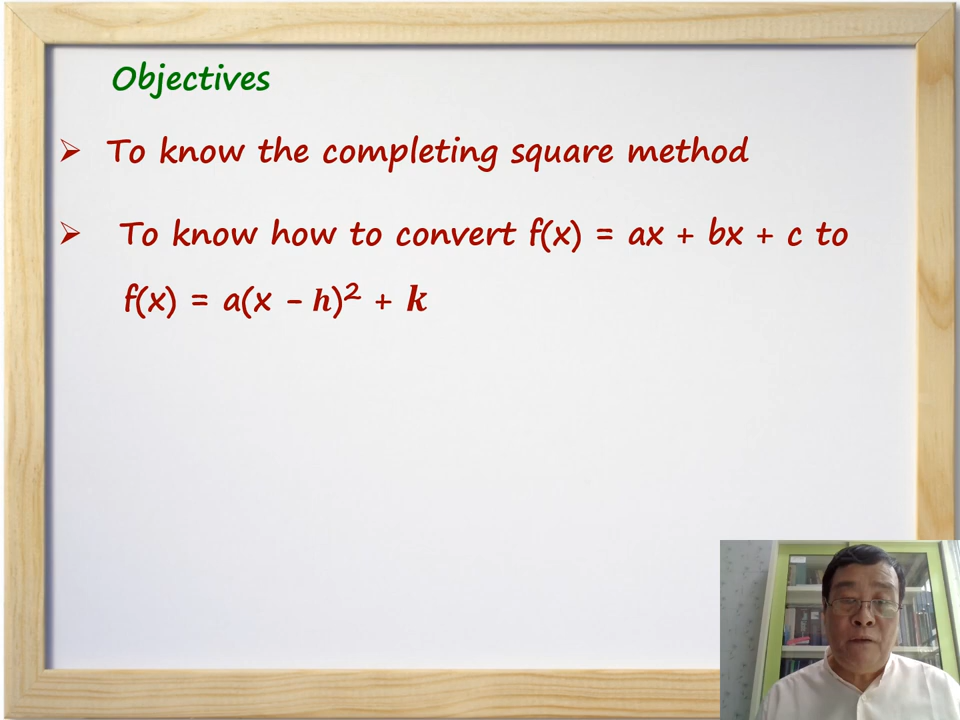 Objectives
➢ To know the completing square method
➢ To know how to convert f(x) = ax + bx + c to
f(x) = a(x - h)² + k